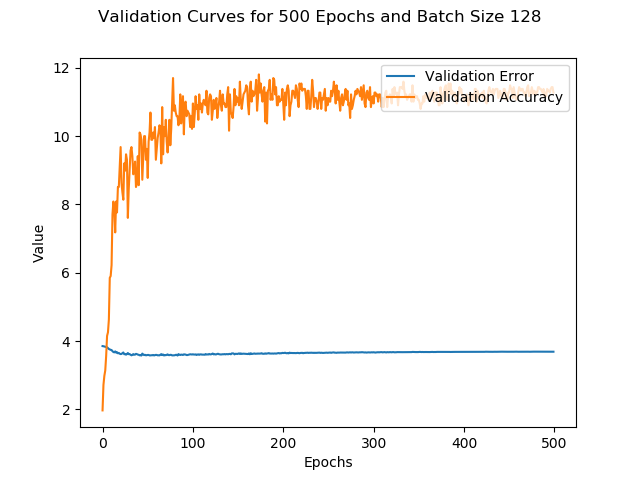 Validation Curves for 500 Epochs and Batch Size 128
Validation Error
Validation Accuracy
12
10
8
6
4
2
Value
0
100
200
300
400
500
Epochs